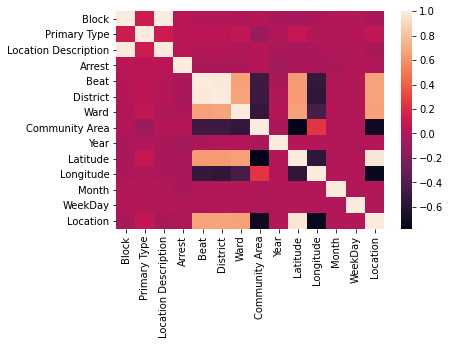 Block
Primary Type
Location Description
Arrest
Beat
District
Ward
Community Area
Year
Latitude
Longitude
Month
WeekDay
Location
Block
Primary Type
Location Description
Arrest
Beat
District
Ward
Community Area
Year
Latitude
Longitude
Month
WeekDay
Location
1.0
0.8
0.6
0.4
0.2
0.0
−0.2
−0.4
−0.6